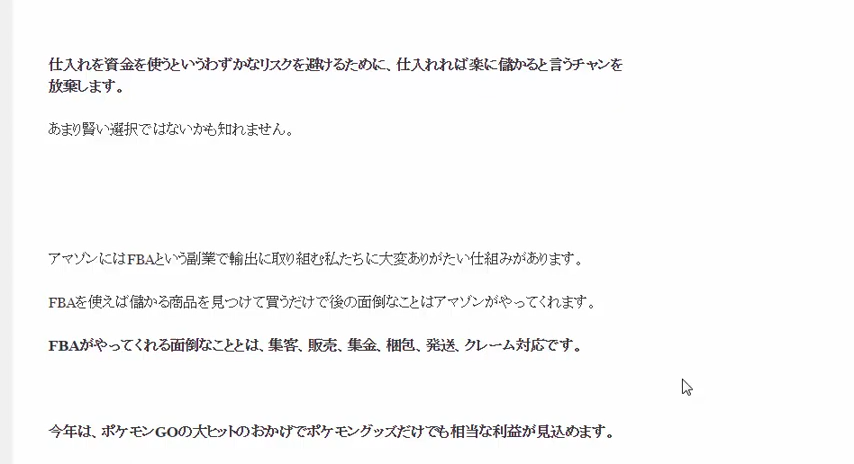 仕入れを資金を使うというわずかなリスクを避けるために、仕入れれば楽に儲かると言うチャンを
放棄します。
あまり賢い選択ではないかも知れません。
アマゾンにはFBAという副業で輸出に取り組む私たちに大変ありがたい仕組みがあります。
FBAを使えば儲かる商品を見つけて買うだけで後の面倒なことはアマゾンがやってくれます。
FBAがやってくれる面倒なこととは、集客、販売、集金、梱包、発送、クレーム対応です。
今年は、ポケモンGOの大ヒットのおかげでポケモングッズだけでも相当な利益が見込めます。